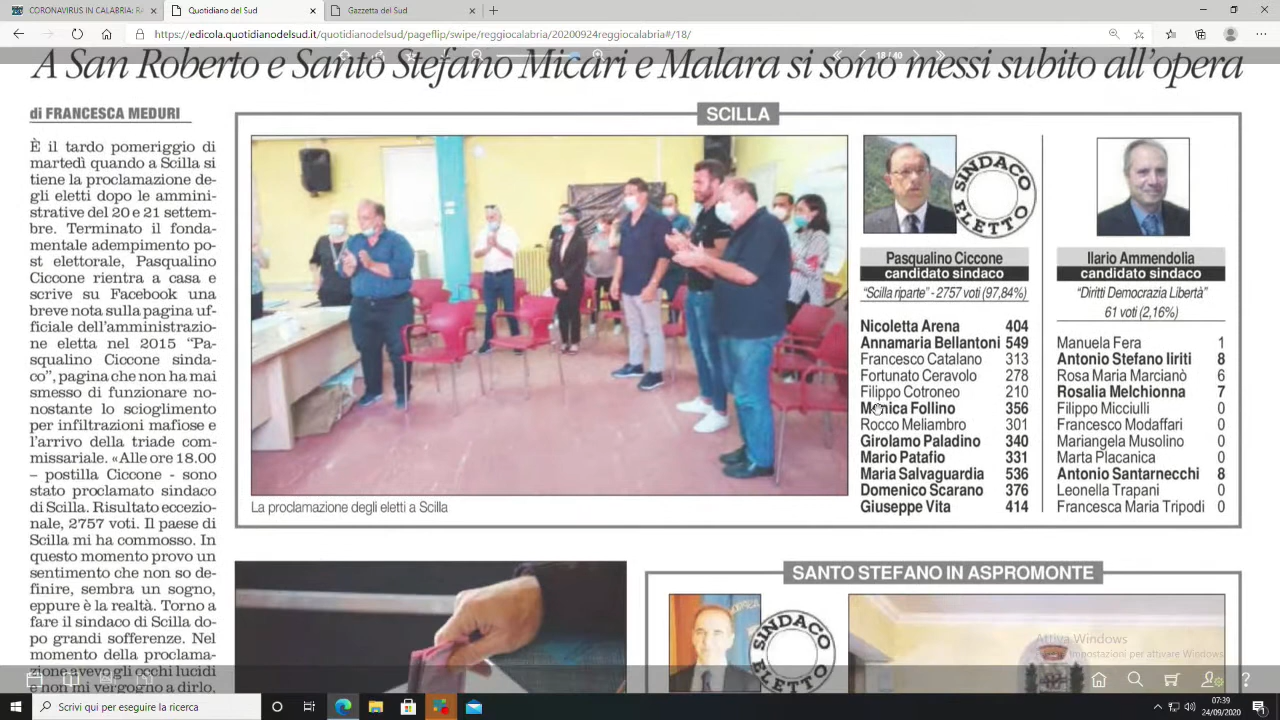 CORONAVIRUS IN CALABRIA: RA
Quotidiano del Sud
Gazzetta del Sud
https://edicola.quotidianodelsud.it/quotidianodelsud/pageflip/swipe/reggiocalabria/20200924reggiocalabria#/18/
18 / 40
A San Roberto e Santo Stefano Micari e Malara si sono messi subito all'opera
di FRANCESCA MEDURI
È il tardo pomeriggio di
martedì quando a Scilla si
tiene la proclamazione de-
gli eletti dopo le ammini-
strative del 20 e 21 settem-
bre. Terminato il fonda-
mentale adempimento po-
st elettorale, Pasqualino
Ciccone rientra a casa e
scrive su Facebook una
breve nota sulla pagina uf-
ficiale dell'amministrazio-
ne eletta nel 2015 "Pa-
squalino Ciccone sinda-
co", pagina che non ha mai
smesso di funzionare no-
nostante lo scioglimento
per infiltrazioni mafiose e
l'arrivo della triade com-
missariale. «Alle ore 18.00
– postilla Ciccone - sono
stato proclamato sindaco
di Scilla. Risultato eccezio-
nale, 2757 voti. Il paese di
Scilla mi ha commosso. In
questo momento provo un
sentimento che non so de-
finire, sembra un sogno,
eppure è la realtà. Torno a
fare il sindaco di Scilla do-
po grandi sofferenze. Nel
momento della proclama-
zione avevo gli occhi lucidi
e non mi vergogno a dirlo,
SCILLA
La proclamazione degli eletti a Scilla
SINDACO
ELETTO
Pasqualino Ciccone
candidato sindaco
"Scilla riparte" - 2757 voti (97,84%)
Nicoletta Arena 404
Annamaria Bellantoni 549
Francesco Catalano 313
Fortunato Ceravolo 278
Filippo Cotroneo 210
Monica Follino 356
Rocco Meliambro 301
Girolamo Paladino 340
Mario Patafio 331
Maria Salvaguardia 536
Domenico Scarano 376
Giuseppe Vita 414
Ilario Ammendolia
candidato sindaco
"Diritti Democrazia Libertà"
61 voti (2,16%)
Manuela Fera 1
Antonio Stefano Iiriti 8
Rosa Maria Marcianò 6
Rosalia Melchionna 7
Filippo Micciulli 0
Francesco Modaffari 0
Mariangela Musolino 0
Marta Placanica 0
Antonio Santarnecchi 8
Leonella Trapani 0
Francesca Maria Tripodi 0
SANTO STEFANO IN ASPROMONTE
SINDACO
ELETTO
Attiva Windows
impostazioni per attivare Windows.
Scrivi qui per eseguire la ricerca
07:39
24/09/2020
1